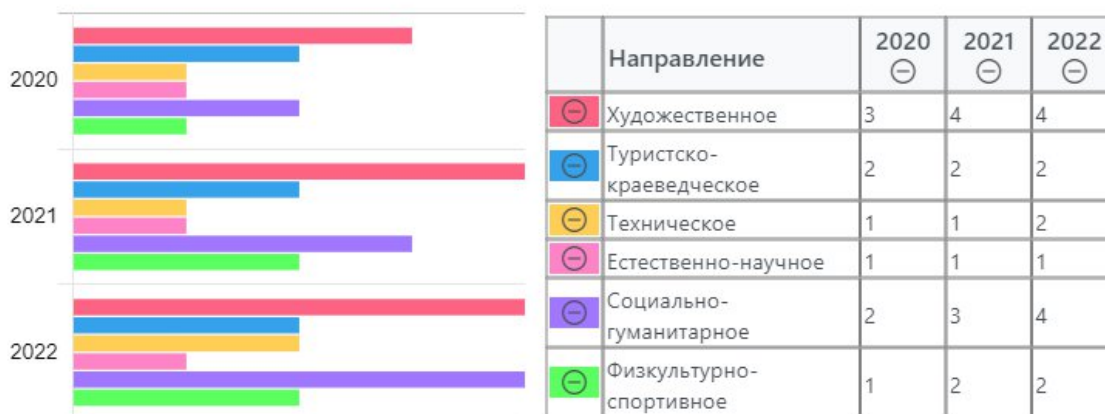 2020
2021
2022
Направление 2020 2021 2022
Художественное 3 4 4
Туристско-
краеведческое 2 2 2
Техническое 1 1 2
Естественно-научное 1 1 1
Социально-
гуманитарное 2 3 4
Физкультурно-
спортивное 1 2 2